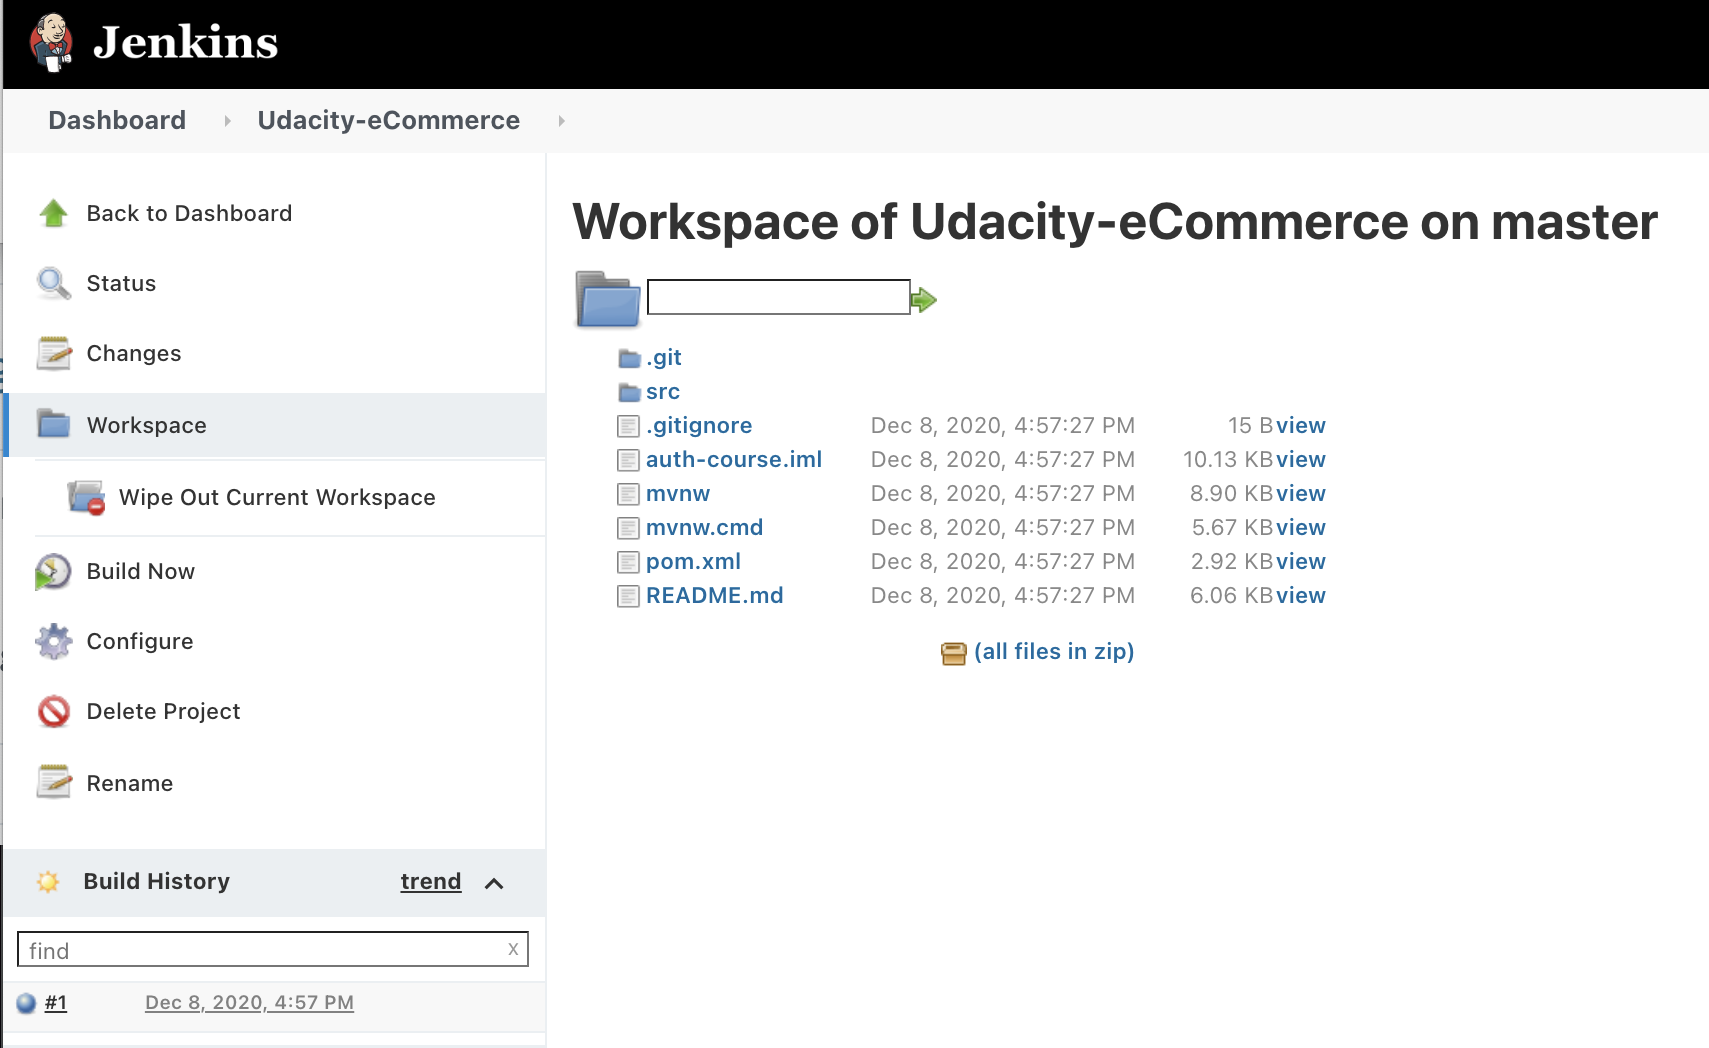 Jenkins
Dashboard
Udacity-eCommerce
Back to Dashboard
Status
Changes
Workspace
Wipe Out Current Workspace
Build Now
Configure
Delete Project
Rename
Build History trend
find x
#1 Dec 8, 2020, 4:57 PM
Workspace of Udacity-eCommerce on master
.git
src
.gitignore Dec 8, 2020, 4:57:27 PM 15 B view
auth-course.iml Dec 8, 2020, 4:57:27 PM 10.13 KB view
mvnw Dec 8, 2020, 4:57:27 PM 8.90 KB view
mvnw.cmd Dec 8, 2020, 4:57:27 PM 5.67 KB view
pom.xml Dec 8, 2020, 4:57:27 PM 2.92 KB view
README.md Dec 8, 2020, 4:57:27 PM 6.06 KB view
(all files in zip)